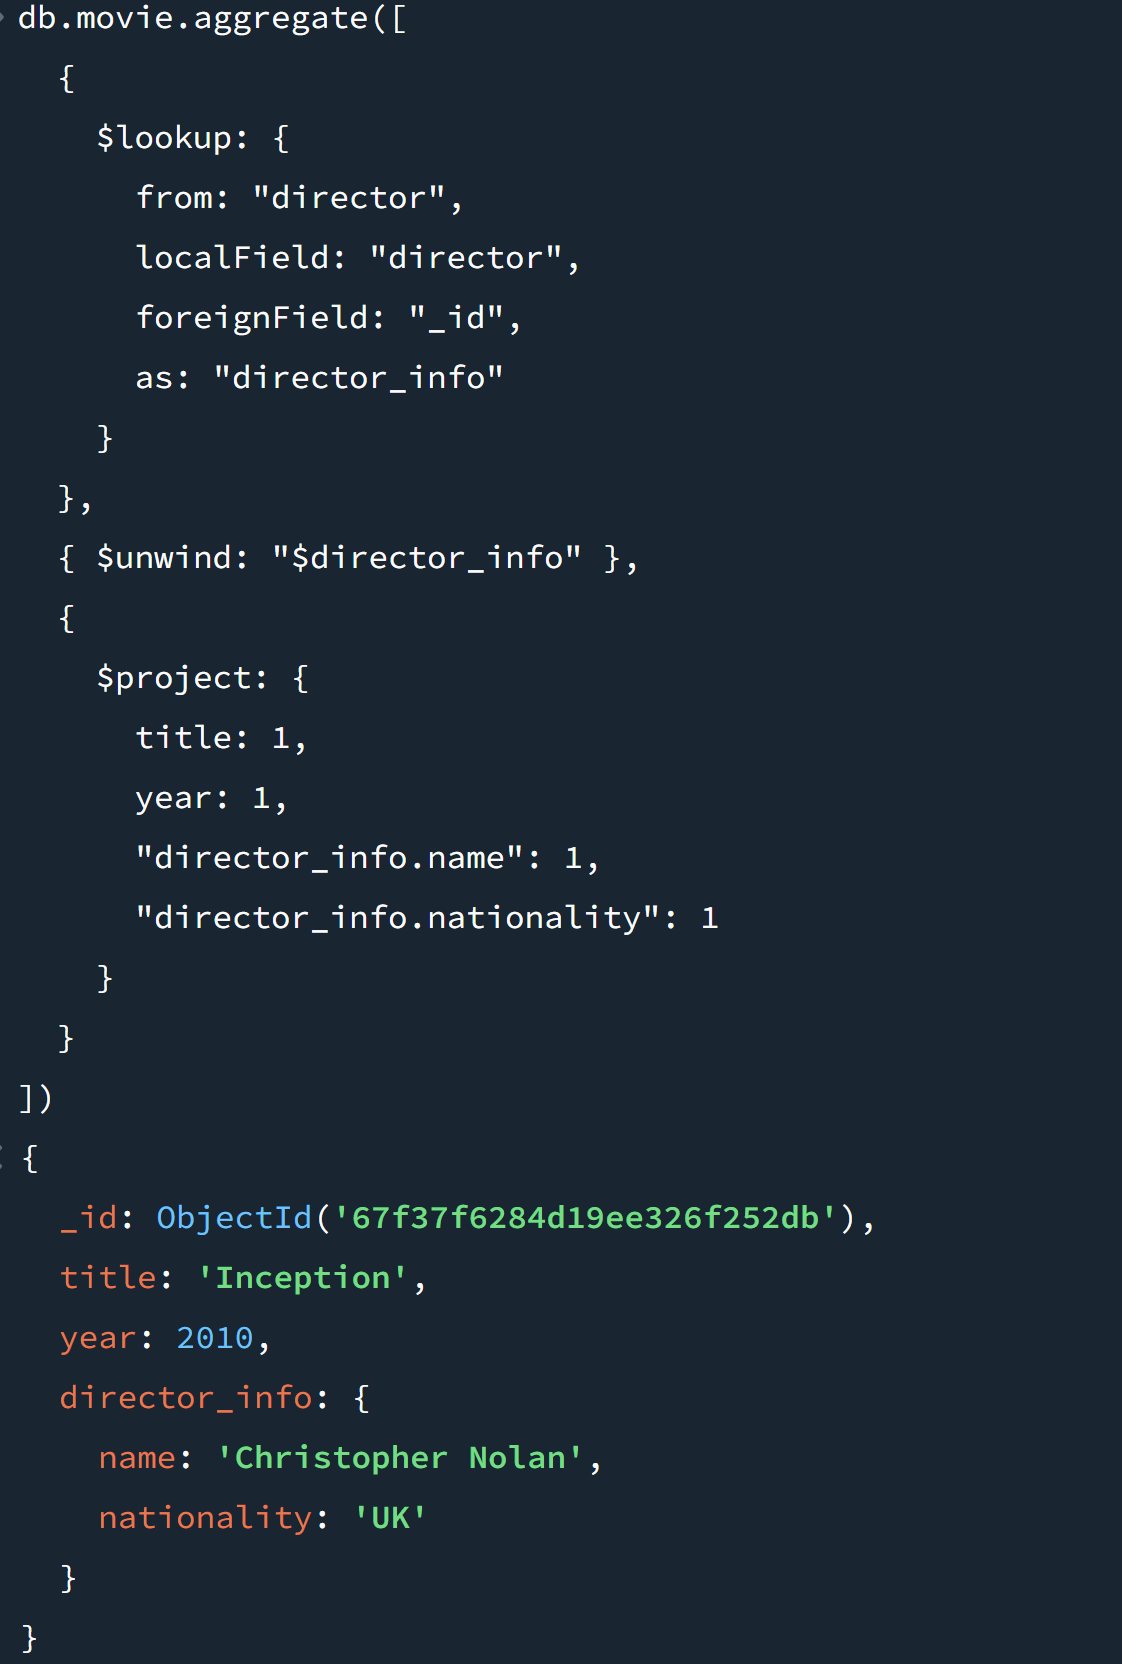 db.movie.aggregate([
  {
    $lookup: {
      from: "director",
      localField: "director",
      foreignField: "_id",
      as: "director_info"
    }
  },
  { $unwind: "$director_info" },
  {
    $project: {
      title: 1,
      year: 1,
      "director_info.name": 1,
      "director_info.nationality": 1
    }
  }
])
{
  _id: ObjectId('67f37f6284d19ee326f252db'),
  title: 'Inception',
  year: 2010,
  director_info: {
    name: 'Christopher Nolan',
    nationality: 'UK'
  }
}